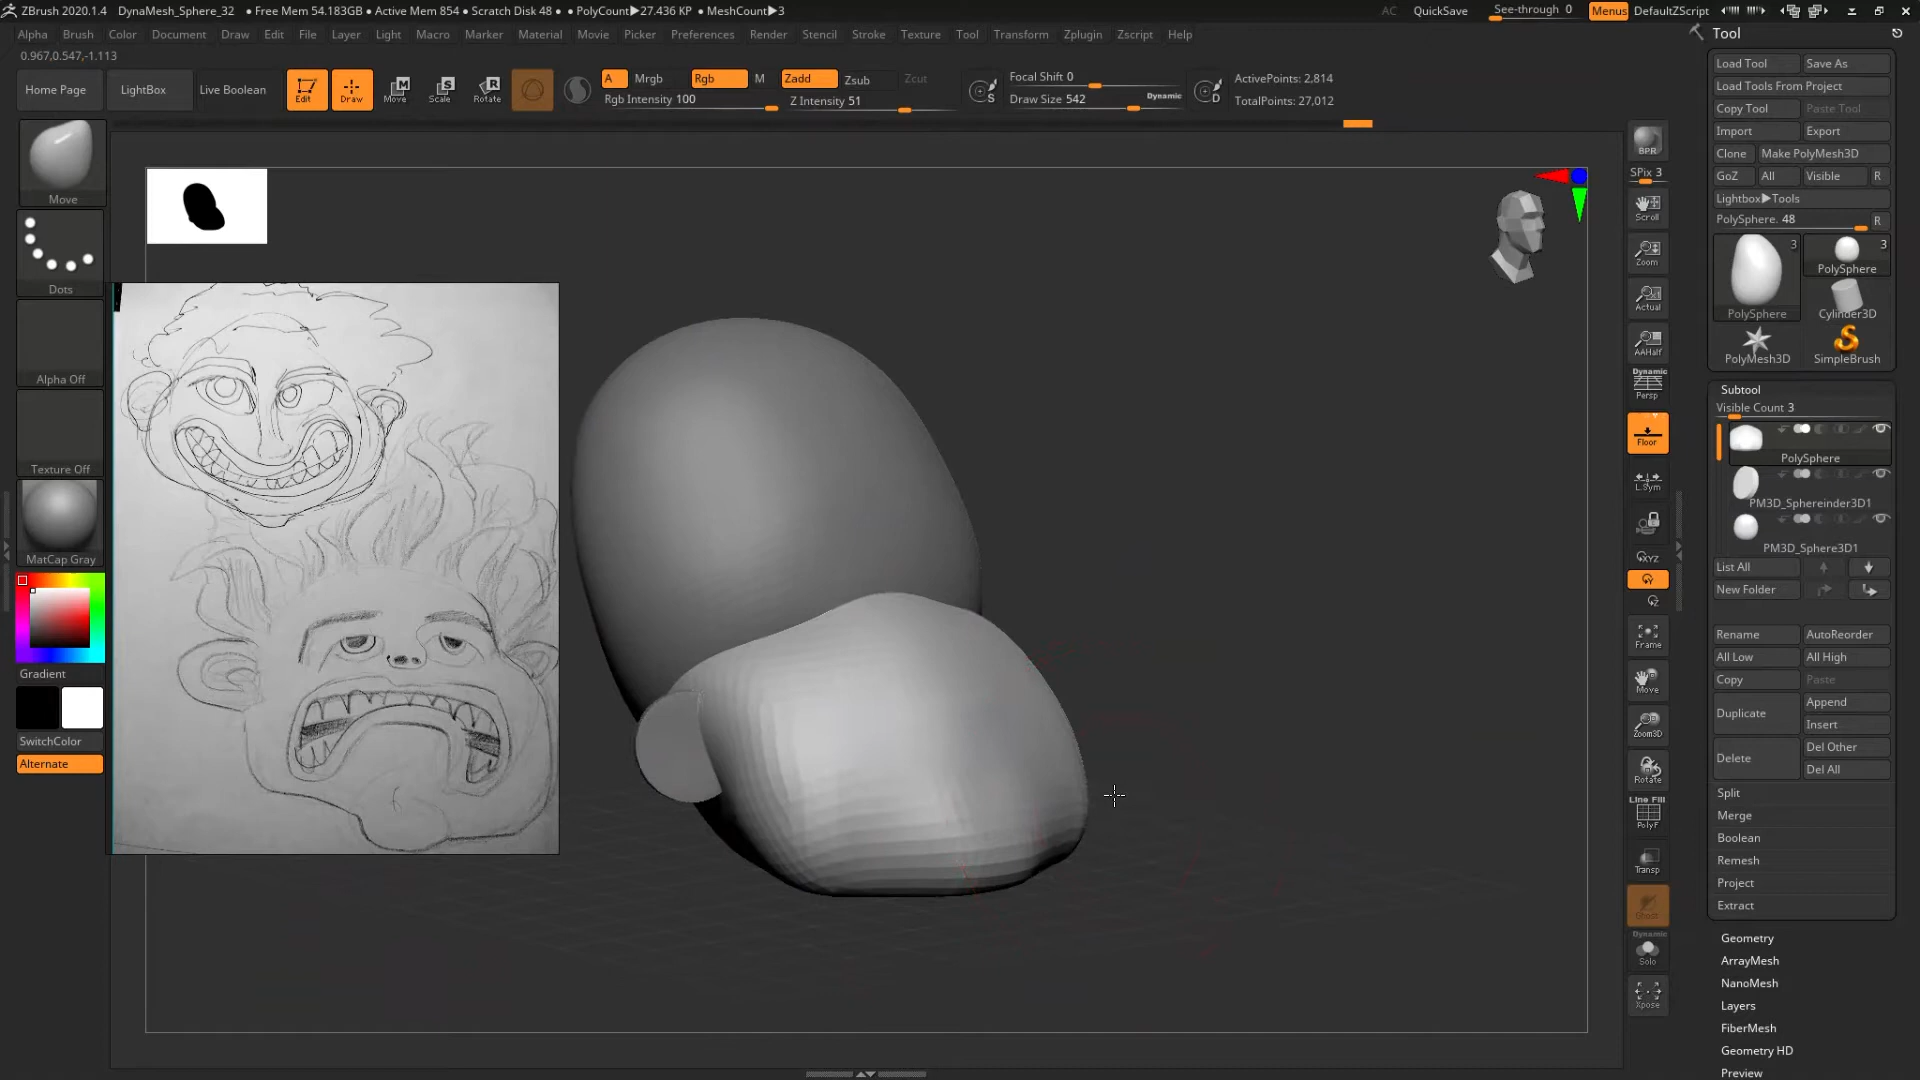 ZBrush 2020.1.4 DynaMesh_Sphere_32 • Free Mem 54.183GB • Active Mem 854 • Scratch Disk 48 • PolyCount▶27.436 KP • MeshCount▶3 AC QuickSave See-through 0 Menus DefaultZScript
Alpha Brush Color Document Draw Edit File Layer Light Macro Marker Material Movie Picker Preferences Render Stencil Stroke Texture Tool Transform Zplugin Zscript Help
0.967,0.547,-1.113
Home Page LightBox Live Boolean Edit Draw Move Scale Rotate
A Mrgb Rgb M Zadd Zsub Zcut
Rgb Intensity 100 Z Intensity 51
S Focal Shift 0
Draw Size 542 Dynamic D
ActivePoints: 2,814
TotalPoints: 27,012
Move
Dots
Alpha Off
Texture Off
MatCap Gray
Gradient
SwitchColor
Alternate
BPR
SPix 3
Scroll
Zoom
Actual
AAHalf
Dynamic
Persp
Floor
L.Sym
XYZ
Y
Z
Frame
Move
Zoom3D
Rotate
Line Fill
PolyF
Transp
Ghost
Dynamic
Solo
Xpose
Tool
Load Tool Save As
Load Tools From Project
Copy Tool Paste Tool
Import Export
Clone Make PolyMesh3D
GoZ All Visible R
Lightbox▶Tools
PolySphere. 48 R
3 3
PolySphere
PolySphere Cylinder3D
PolyMesh3D SimpleBrush
Subtool
Visible Count 3
PolySphere
PM3D_Sphereinder3D1
PM3D_Sphere3D1
List All
New Folder
Rename AutoReorder
All Low All High
Copy Paste
Duplicate Append
Insert
Delete Del Other
Del All
Split
Merge
Boolean
Remesh
Project
Extract
Geometry
ArrayMesh
NanoMesh
Layers
FiberMesh
Geometry HD
Preview